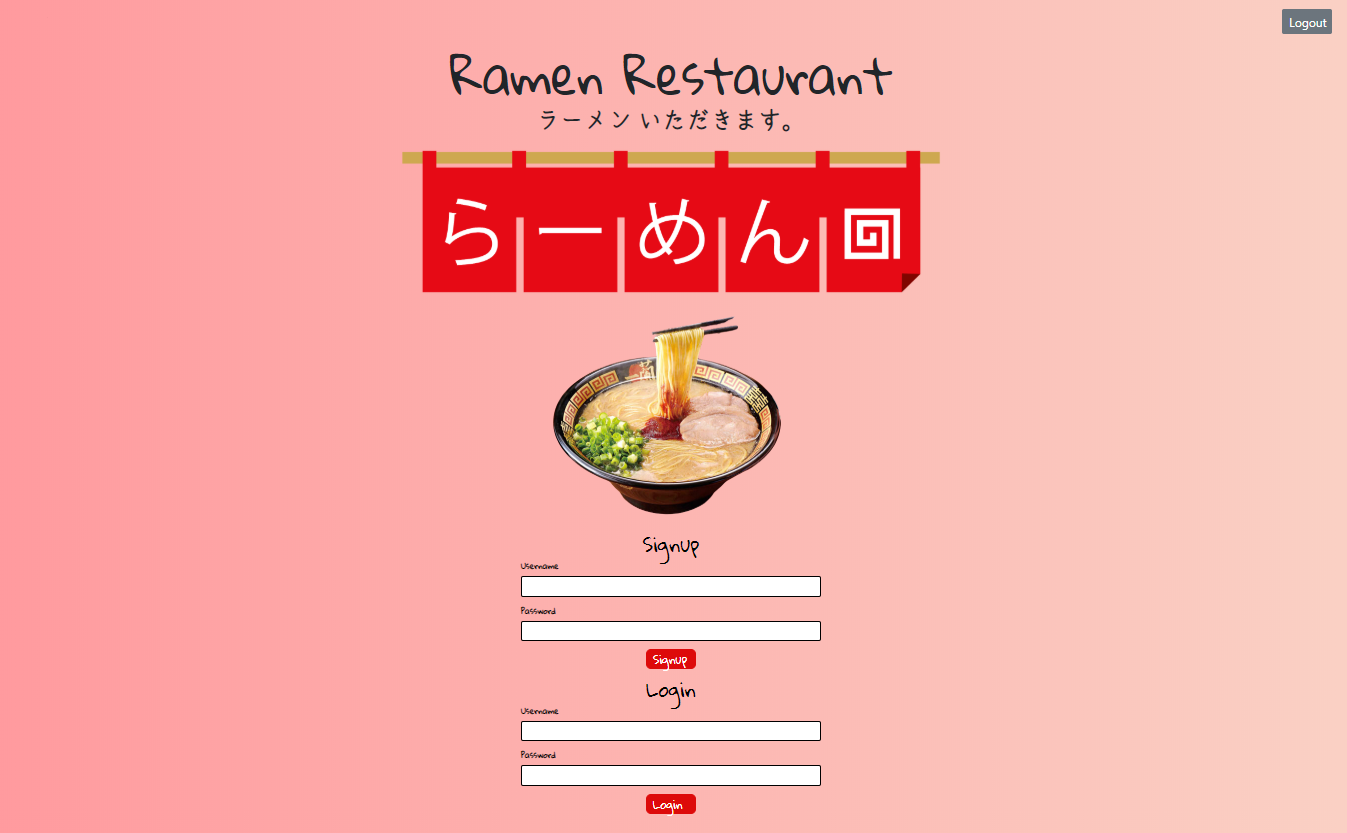 Logout
Ramen Restaurant
ラーメン いただきます。
らーめん
Signup
Username
Password
Signup
Login
Username
Password
Login